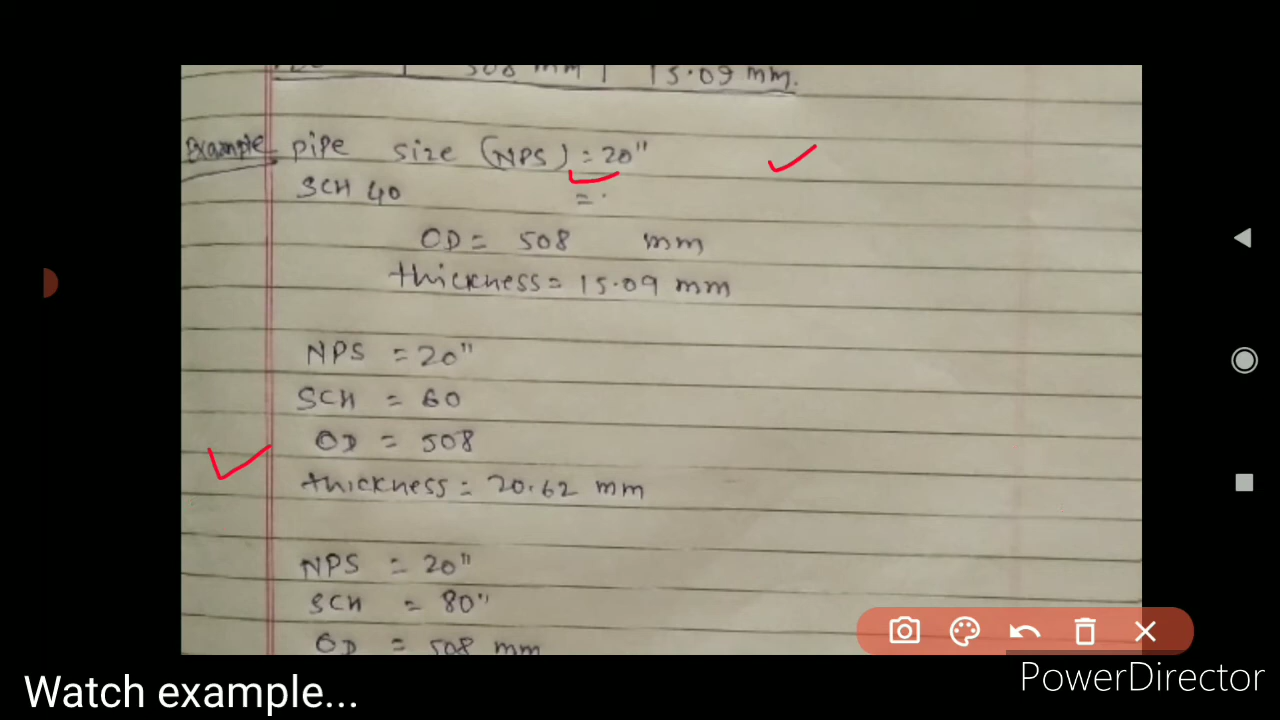 508 mm | 15.09 mm.
Example = pipe size (NPS) = 20"
SCH 40 =
OD = 508 mm
thickness = 15.09 mm
NPS = 20"
SCH = 60
OD = 508
thickness = 20.62 mm
NPS = 20"
SCH = 80"
OD = 508 mm
Watch example...
PowerDirector